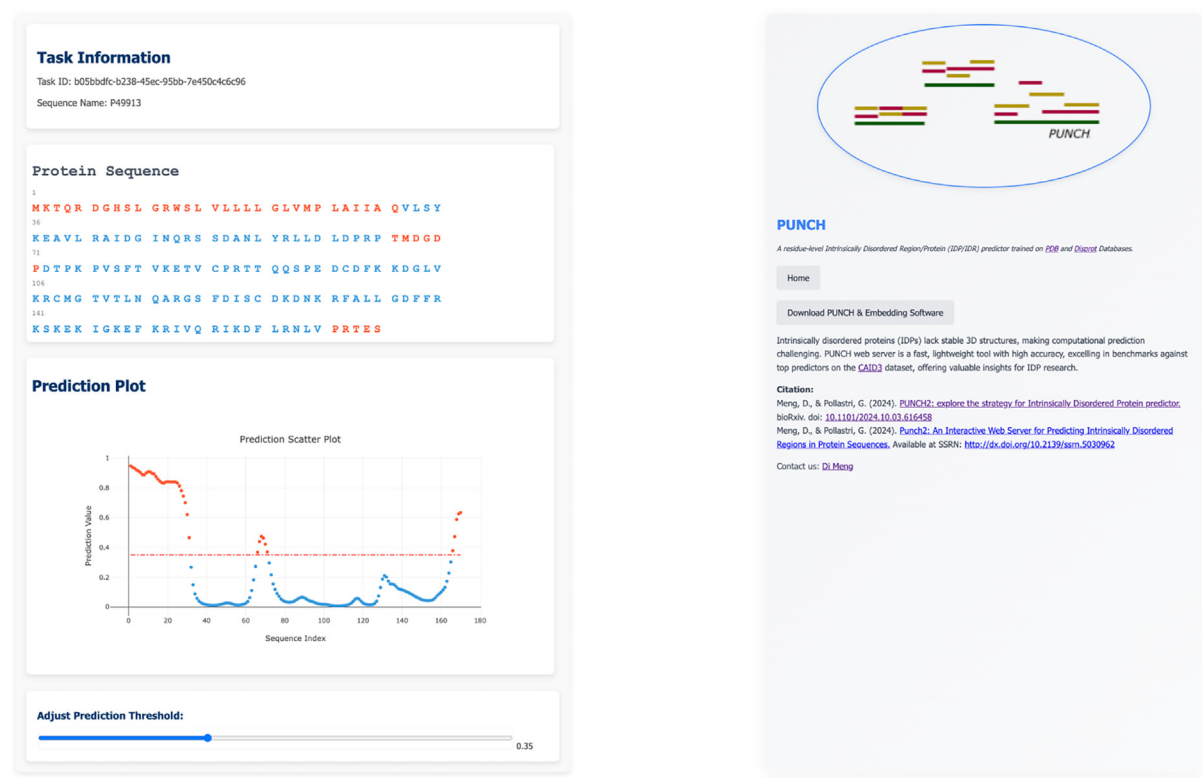 Task Information
Task ID: b05bbdfc-b238-45ec-95bb-7e450c4c6c96
Sequence Name: P49913
Protein Sequence
1
MKTQR DGHSL GRWSL VLLLL GLVMP LAIIA QVLSY
36
KEAVL RAIDG INQRS SDANL YRLLD LDPRP TMDGD
71
PDTPK PVSFT VKETV CPRTT QQSPE DCDFK KDGLV
106
KRCMG TVTLN QARGS FDISC DKDNK RFALL GDFFR
141
KSKEK IGKEF KRIVQ RIKDF LRNLV PRTES
Prediction Plot
Prediction Scatter Plot
1
0.8
0.6
0.4
0.2
0
Prediction Value
0 20 40 60 80 100 120 140 160 180
Sequence Index
Adjust Prediction Threshold:
0.35
PUNCH
PUNCH
A residue-level Intrinsically Disordered Region/Protein (IDP/IDR) predictor trained on PDB and Disprot Databases.
Home
Download PUNCH & Embedding Software
Intrinsically disordered proteins (IDPs) lack stable 3D structures, making computational prediction
challenging. PUNCH web server is a fast, lightweight tool with high accuracy, excelling in benchmarks against
top predictors on the CAID3 dataset, offering valuable insights for IDP research.
Citation:
Meng, D., & Pollastri, G. (2024). PUNCH2: explore the strategy for Intrinsically Disordered Protein predictor.
bioRxiv. doi: 10.1101/2024.10.03.616458
Meng, D., & Pollastri, G. (2024). Punch2: An Interactive Web Server for Predicting Intrinsically Disordered
Regions in Protein Sequences. Available at SSRN: http://dx.doi.org/10.2139/ssrn.5030962
Contact us: Di Meng